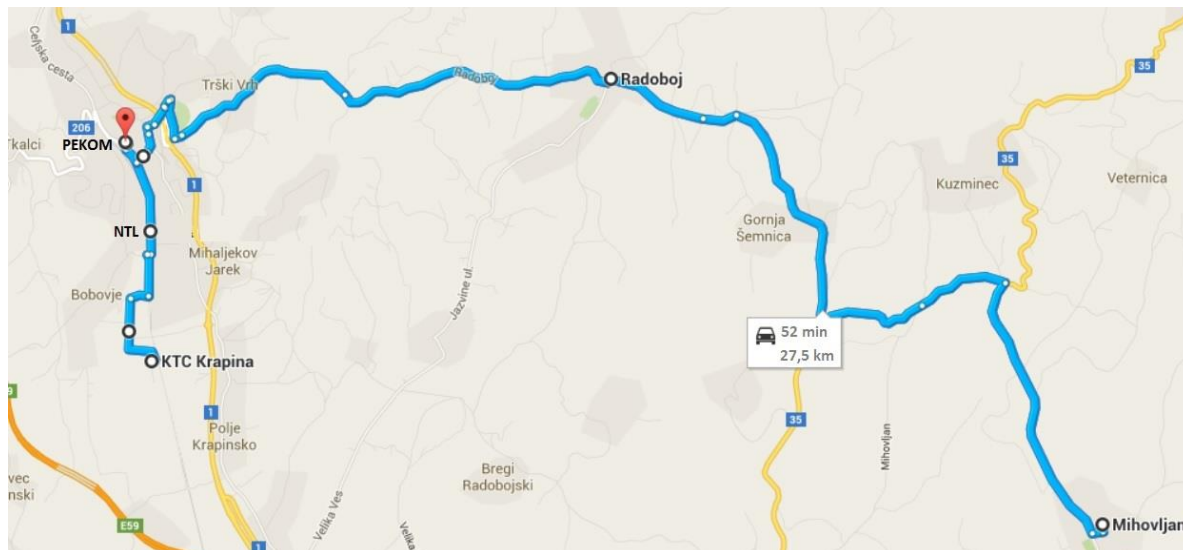 1
Celjska cesta
Trški Vrh
Radoboj
Radoboj
35
206
PEKOM
Tkalci
35
Kuzminec
Veternica
1
NTL
Gornja
Šemnica
Mihaljekov
Jarek
Bobovje
Jazvine ul.
52 min
27,5 km
KTC Krapina
1
35
Polje
Krapinsko
Mihovljan
Bregi
Radobojski
Velika Ves
Velika
E59
1
Mihovljan